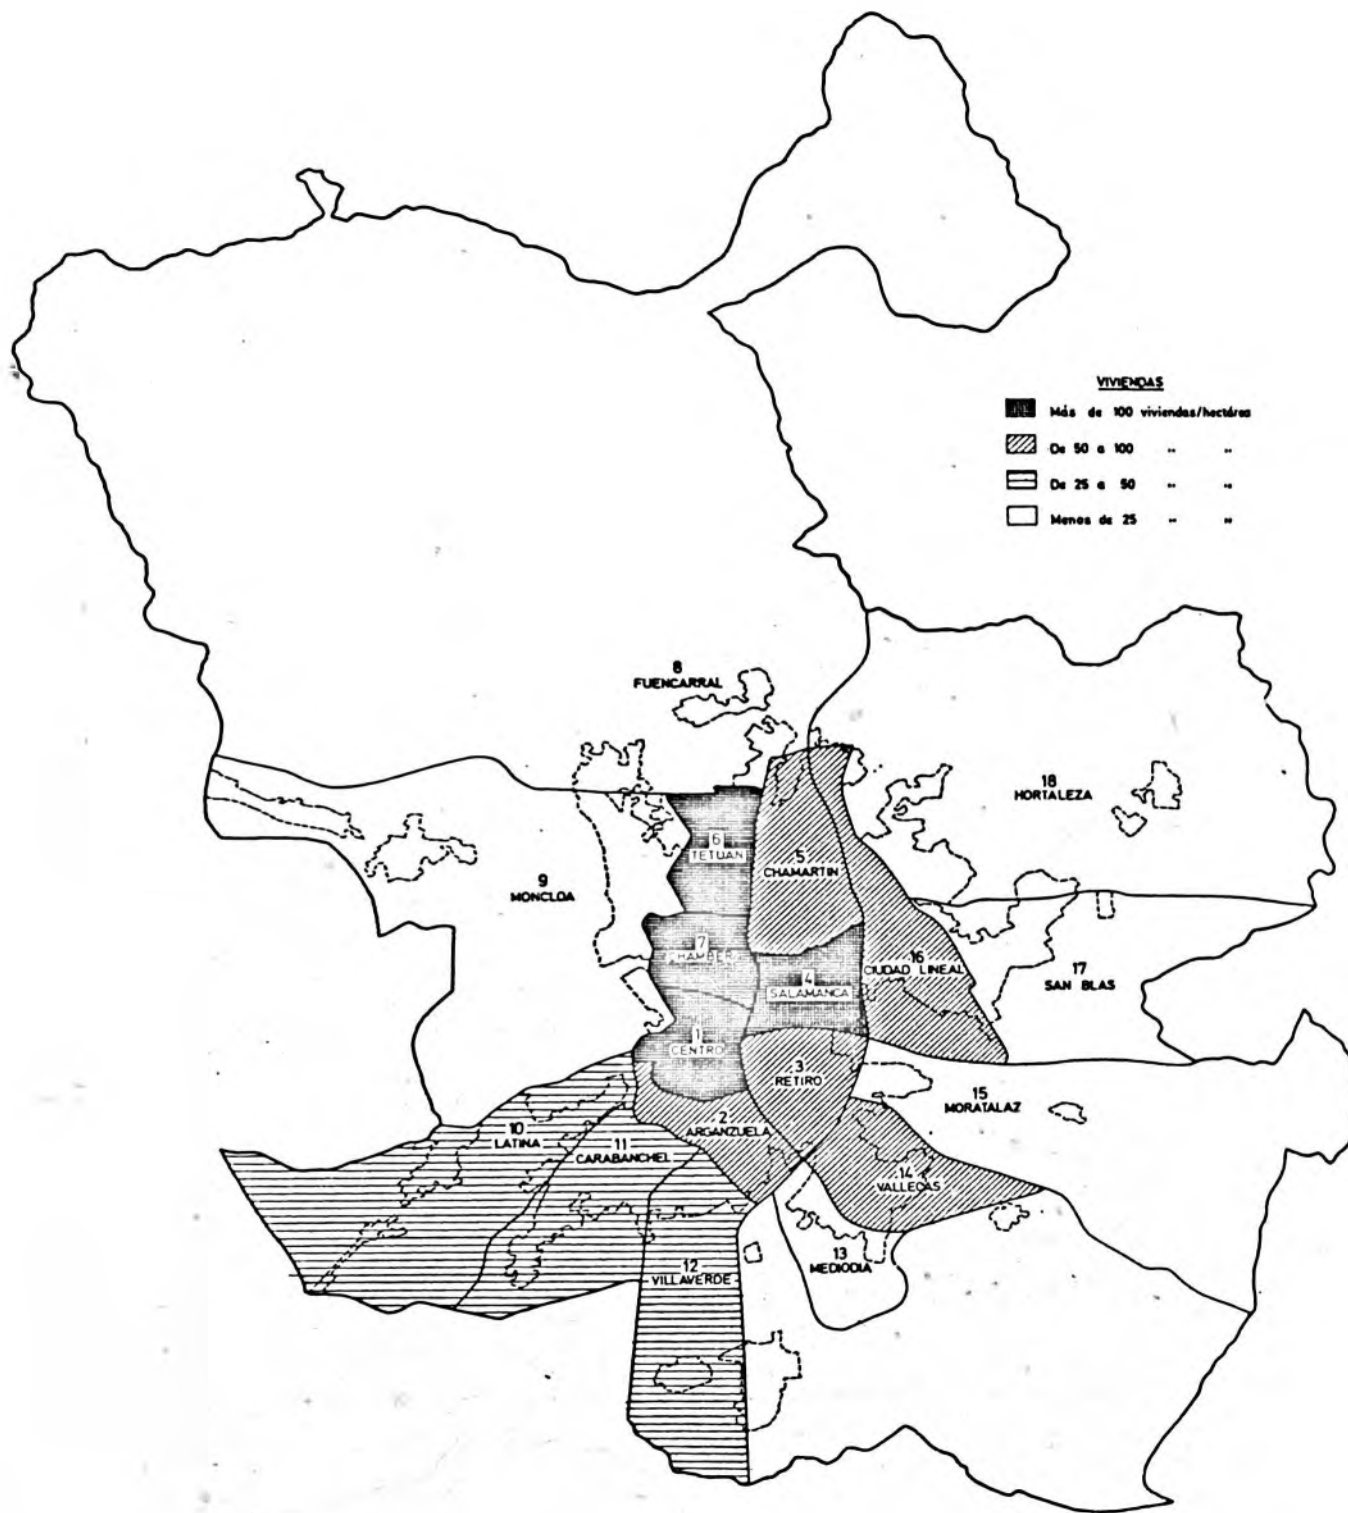 VIVIENDAS
Más de 100 viviendas/hectárea
De 50 a 100 " "
De 25 a 50 " "
Menos de 25 " "
8
FUENCARRAL
18
HORTALEZA
6
TETUAN
5
CHAMARTIN
9
MONCLOA
7
CHAMBERI
16
CIUDAD LINEAL
17
SAN BLAS
4
SALAMANCA
1
CENTRO
3
RETIRO
15
MORATALAZ
2
ARGANZUELA
10
LATINA
11
CARABANCHEL
14
VALLECAS
13
MEDIODIA
12
VILLAVERDE